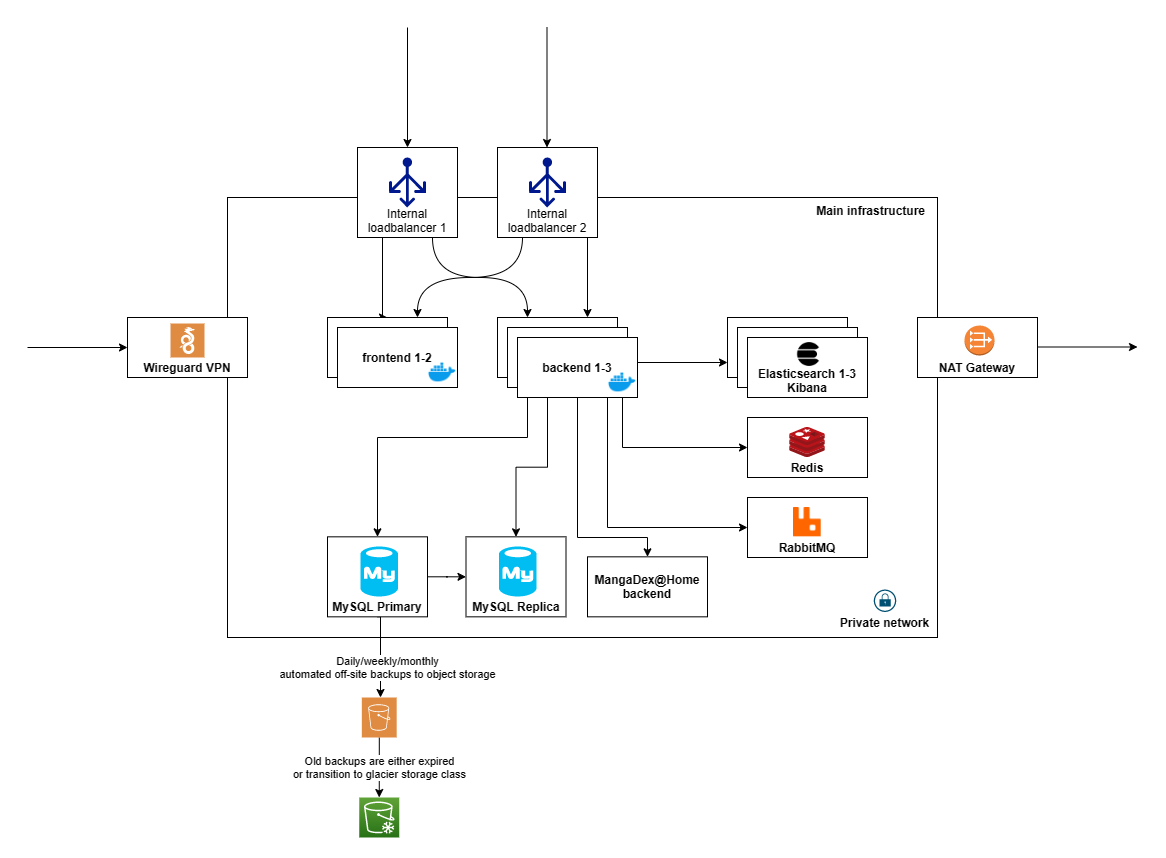 Internal
loadbalancer 1
Internal
loadbalancer 2
Main infrastructure
Wireguard VPN
frontend 1-2
backend 1-3
Elasticsearch 1-3
Kibana
NAT Gateway
Redis
RabbitMQ
My
MySQL Primary
My
MySQL Replica
MangaDex@Home
backend
Private network
Daily/weekly/monthly
automated off-site backups to object storage
Old backups are either expired
or transition to glacier storage class